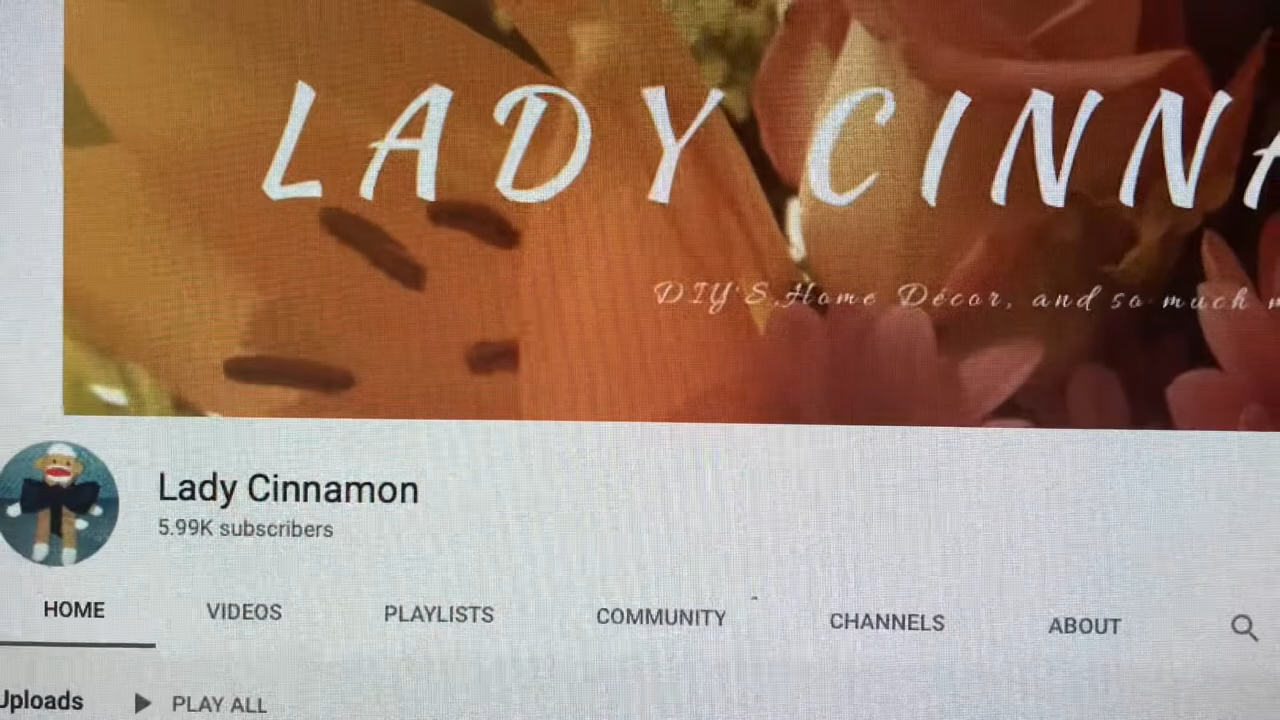 LADY CINNA
DIY'S, Home Décor, and so much
Lady Cinnamon
5.99K subscribers
HOME VIDEOS PLAYLISTS COMMUNITY CHANNELS ABOUT
Uploads PLAY ALL